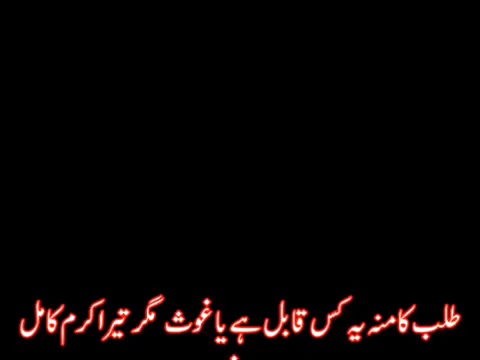 طلب کا منہ یہ کس قابل ہے یا غوث مگر تیرا کرم کامل